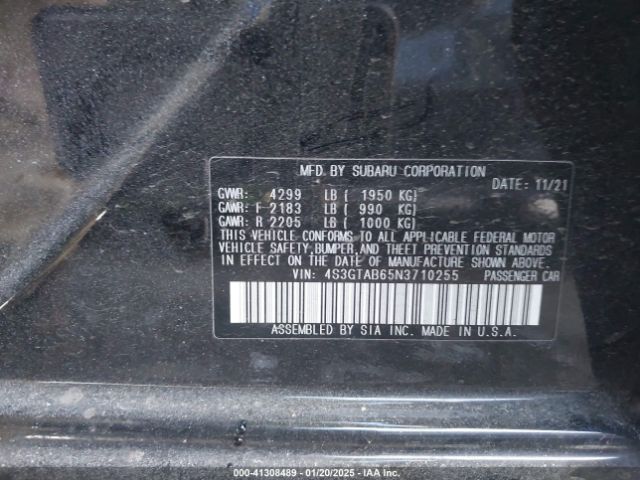 MFD. BY SUBARU CORPORATION
DATE: 11/21
GVWR: 4299 LB( 1950 KG)
GAWR: F 2183 LB( 990 KG)
GAWR: R 2205 LB( 1000 KG)
THIS VEHICLE CONFORMS TO ALL APPLICABLE FEDERAL MOTOR
VEHICLE SAFETY, BUMPER, AND THEFT PREVENTION STANDARDS
IN EFFECT ON THE DATE OF MANUFACTURE SHOWN ABOVE.
VIN: 4S3GTAB65N3710255 PASSENGER CAR
ASSEMBLED BY SIA INC. MADE IN U.S.A.
000-41308489 - 01/20/2025 - IAA Inc.